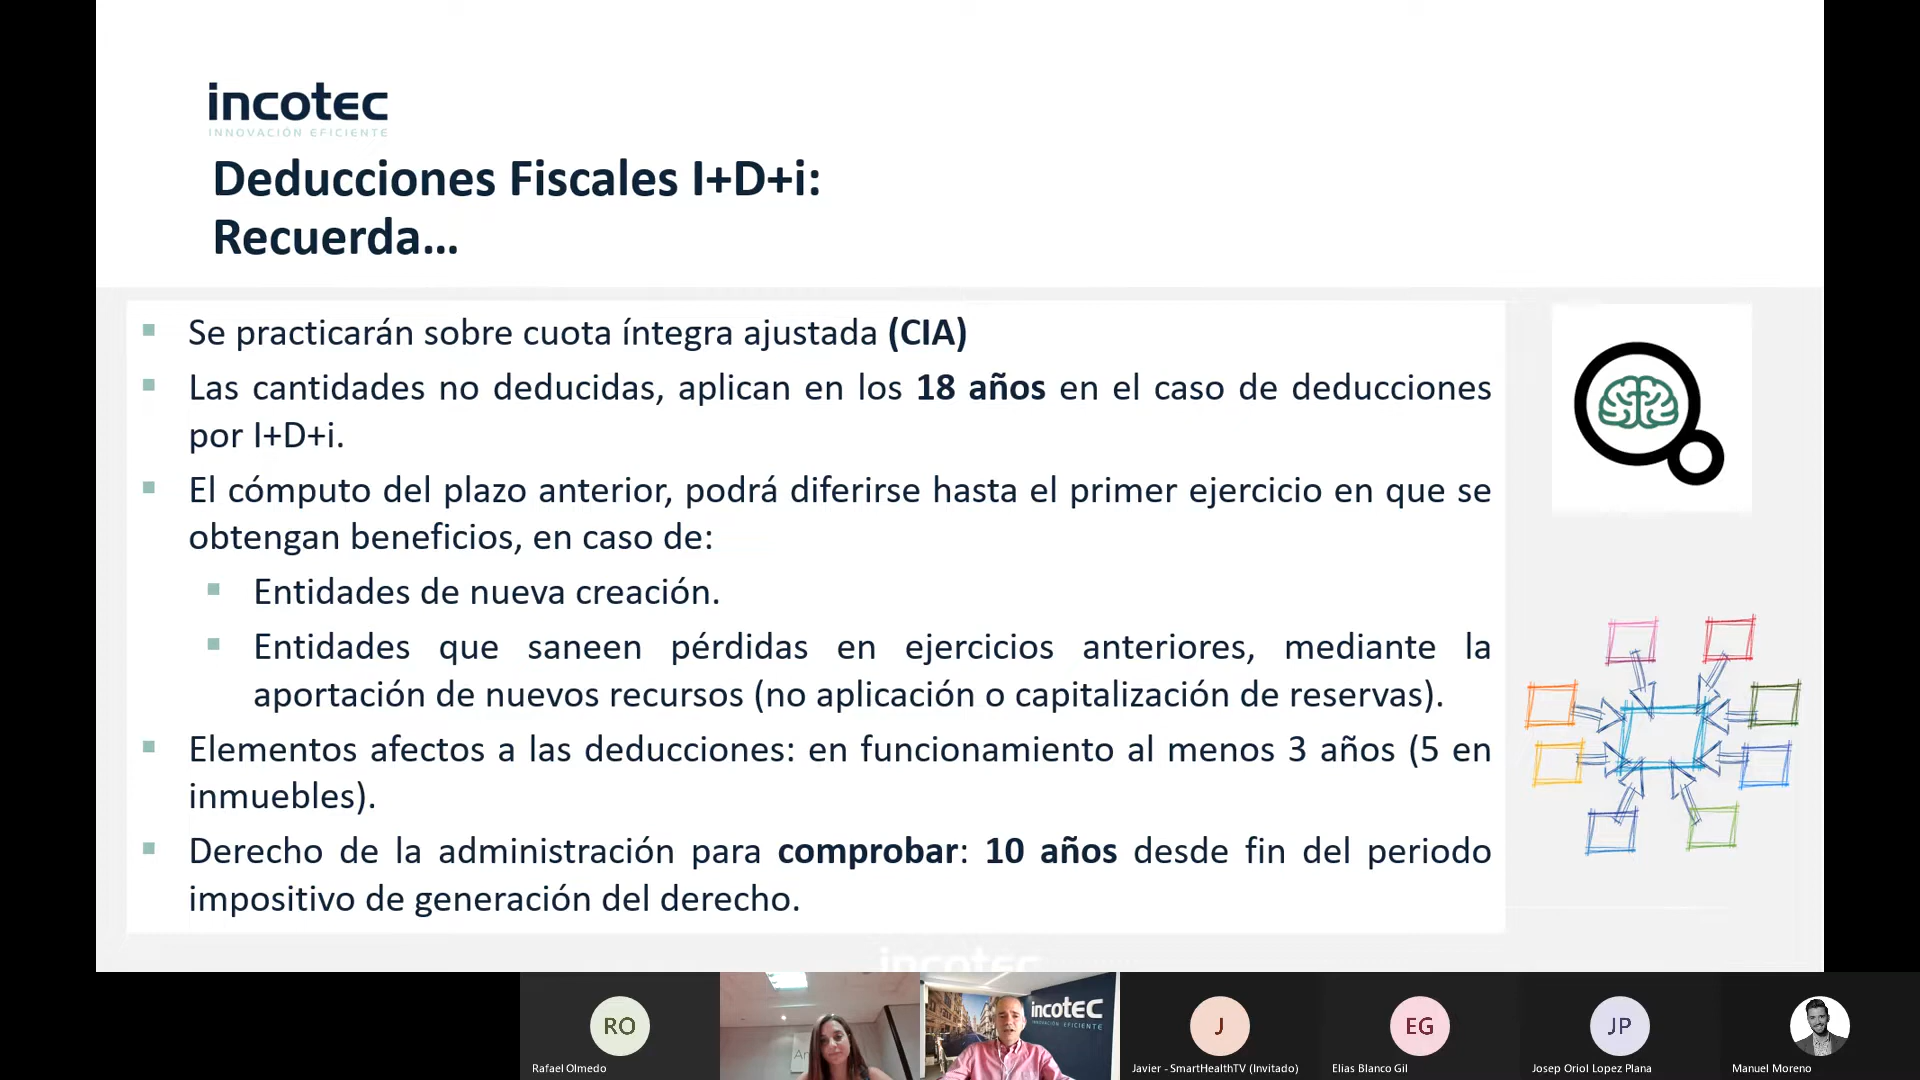 incotec
INNOVACIÓN EFICIENTE
Deducciones Fiscales I+D+i:
Recuerda...
Se practicarán sobre cuota íntegra ajustada (CIA)
Las cantidades no deducidas, aplican en los 18 años en el caso de deducciones
por I+D+i.
El cómputo del plazo anterior, podrá diferirse hasta el primer ejercicio en que se
obtengan beneficios, en caso de:
Entidades de nueva creación.
Entidades que saneen pérdidas en ejercicios anteriores, mediante la
aportación de nuevos recursos (no aplicación o capitalización de reservas).
Elementos afectos a las deducciones: en funcionamiento al menos 3 años (5 en
inmuebles).
Derecho de la administración para comprobar: 10 años desde fin del periodo
impositivo de generación del derecho.
incotec
RO
Rafael Olmedo
An
incotec
INNOVACIÓN EFICIENTE
J
Javier - SmartHealthTV (Invitado)
EG
Elias Blanco Gil
JP
Josep Oriol Lopez Plana
Manuel Moreno